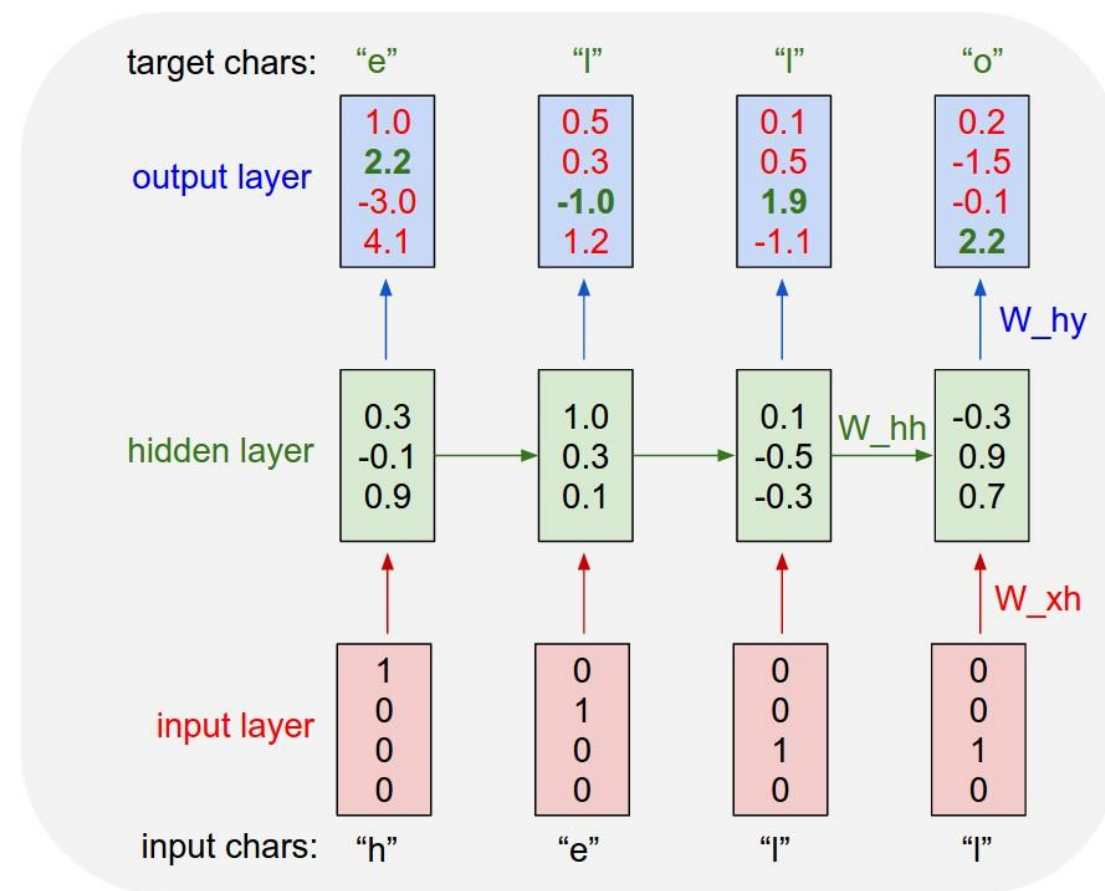 target chars: “e” “l” “l” “o”
1.0 0.5 0.1 0.2
2.2 0.3 0.5 -1.5
output layer
-3.0 -1.0 1.9 -0.1
4.1 1.2 -1.1 2.2
W_hy
0.3 1.0 0.1 -0.3
W_hh
hidden layer -0.1 0.3 -0.5 0.9
0.9 0.1 -0.3 0.7
W_xh
1 0 0 0
0 1 0 0
input layer
0 0 1 1
0 0 0 0
input chars: “h” “e” “l” “l”